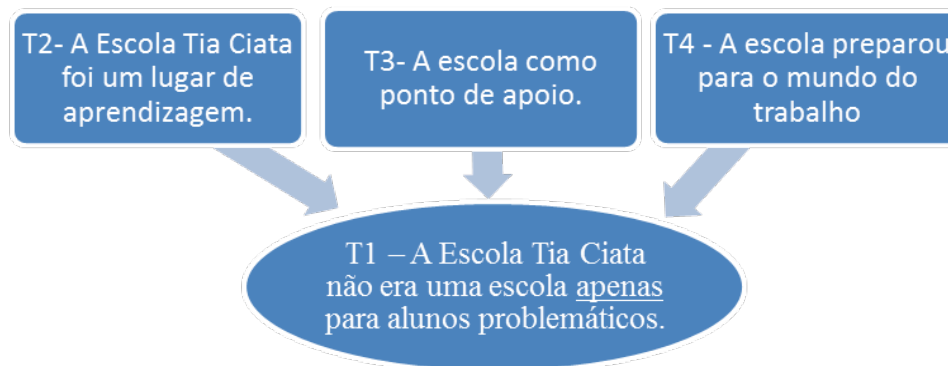 T2- A Escola Tia Ciata
foi um lugar de
aprendizagem.
T3- A escola como
ponto de apoio.
T4 - A escola preparou
para o mundo do
trabalho
T1 – A Escola Tia Ciata
não era uma escola apenas
para alunos problemáticos.